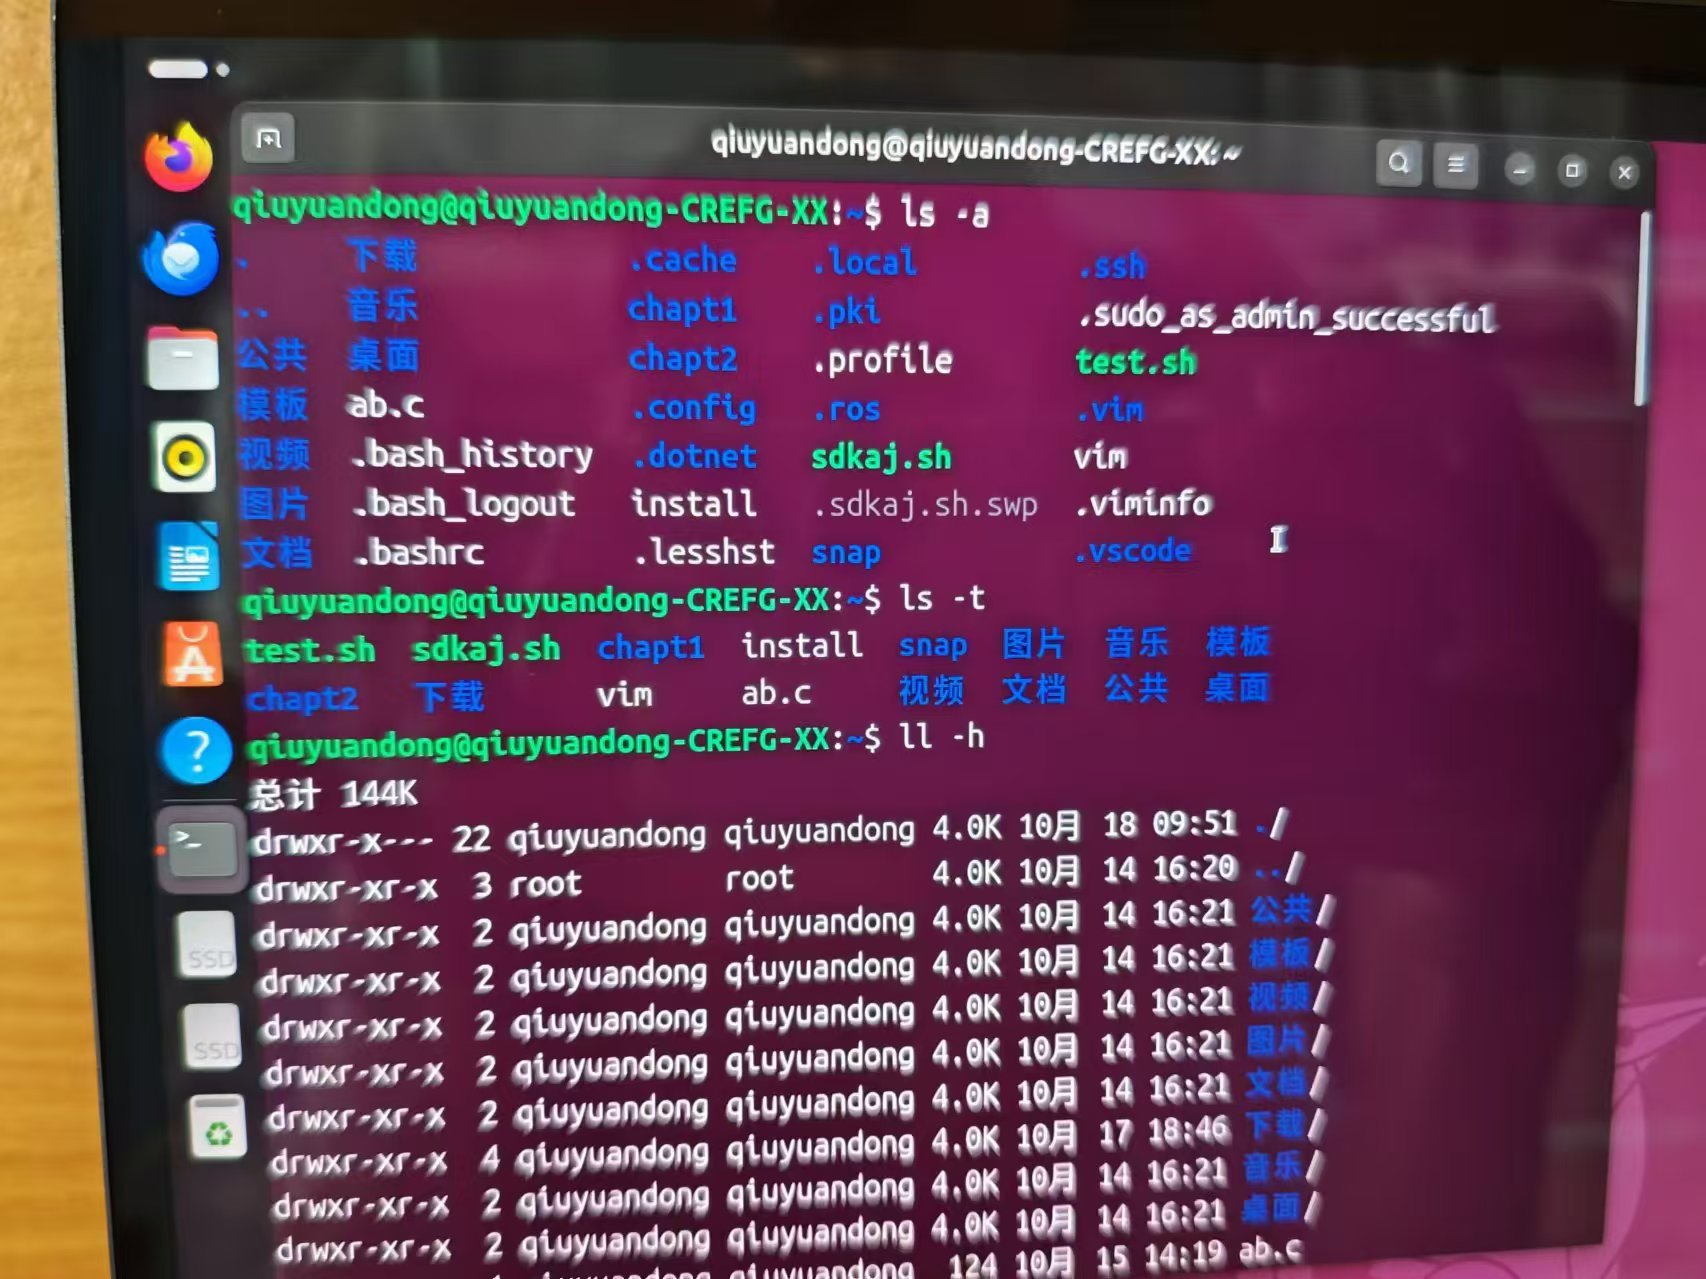 qiuyuandong@qiuyuandong-CREFG-XX: ~
qiuyuandong@qiuyuandong-CREFG-XX:~$ ls -a
. 下载 .cache .local .ssh
.. 音乐 chapt1 .pki .sudo_as_admin_successful
公共 桌面 chapt2 .profile test.sh
模板 ab.c .config .ros .vim
视频 .bash_history .dotnet sdkaj.sh vim
图片 .bash_logout install .sdkaj.sh.swp .viminfo
文档 .bashrc .lesshst snap .vscode
qiuyuandong@qiuyuandong-CREFG-XX:~$ ls -t
test.sh sdkaj.sh chapt1 install snap 图片 音乐 模板
chapt2 下载 vim ab.c 视频 文档 公共 桌面
qiuyuandong@qiuyuandong-CREFG-XX:~$ ll -h
总计 144K
drwxr-x--- 22 qiuyuandong qiuyuandong 4.0K 10月 18 09:51 ./
drwxr-xr-x 3 root root 4.0K 10月 14 16:20 ../
drwxr-xr-x 2 qiuyuandong qiuyuandong 4.0K 10月 14 16:21 公共/
drwxr-xr-x 2 qiuyuandong qiuyuandong 4.0K 10月 14 16:21 模板/
drwxr-xr-x 2 qiuyuandong qiuyuandong 4.0K 10月 14 16:21 视频/
drwxr-xr-x 2 qiuyuandong qiuyuandong 4.0K 10月 14 16:21 图片/
drwxr-xr-x 2 qiuyuandong qiuyuandong 4.0K 10月 14 16:21 文档/
drwxr-xr-x 4 qiuyuandong qiuyuandong 4.0K 10月 17 18:46 下载/
drwxr-xr-x 2 qiuyuandong qiuyuandong 4.0K 10月 14 16:21 音乐/
drwxr-xr-x 2 qiuyuandong qiuyuandong 4.0K 10月 14 16:21 桌面/
qiuyuandong 124 10月 15 14:19 ab.c
SSD
SSD